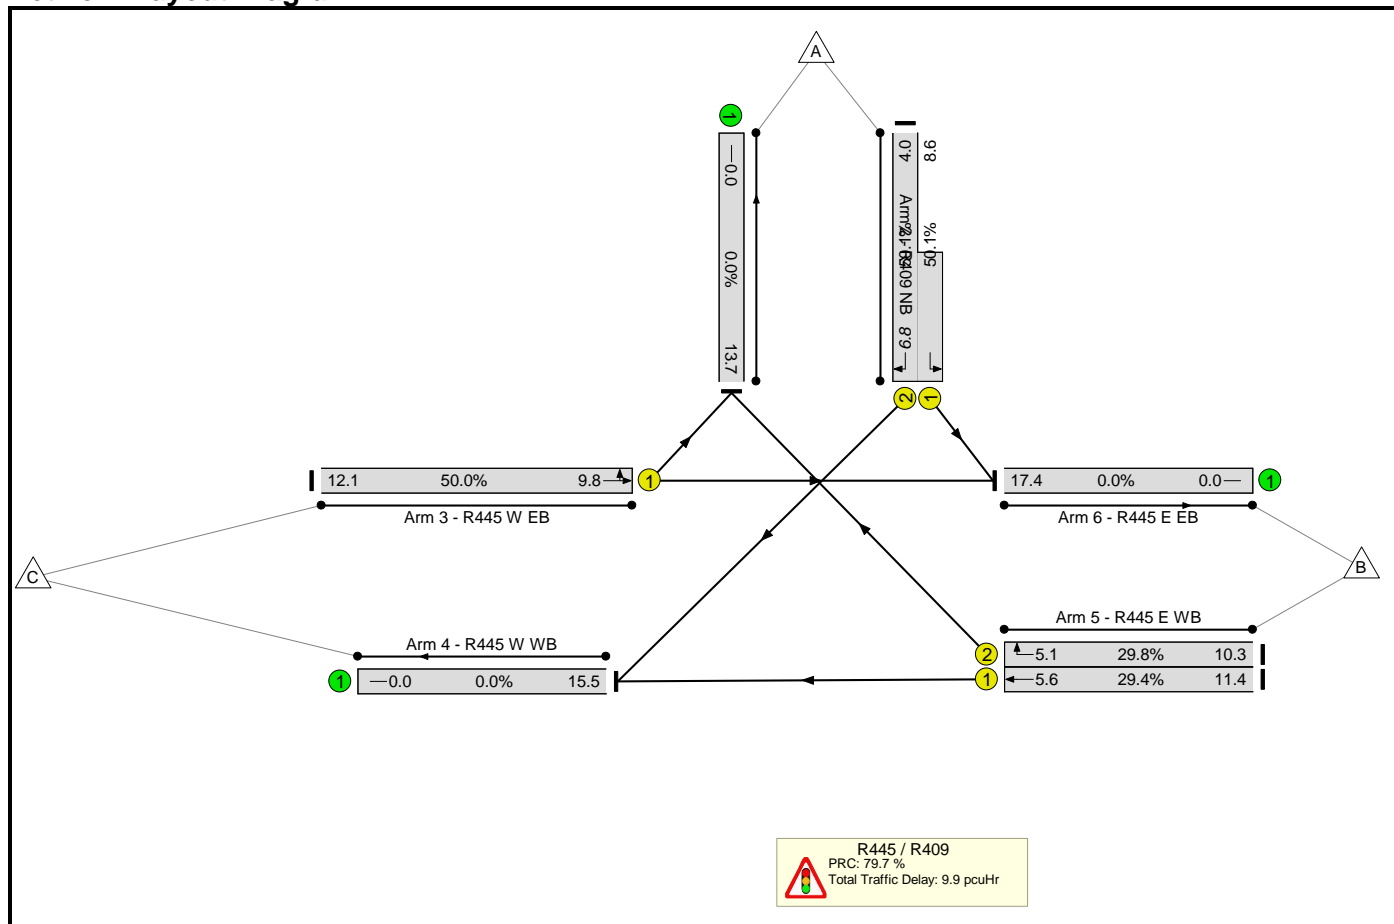 A
1
0.0
0.0%
13.7
4.0
8.6
50.1%
R409 NB
9.8
2
1
12.1 50.0% 9.8
1
Arm 3 - R445 W EB
17.4 0.0% 0.0
1
Arm 6 - R445 E EB
C
B
Arm 4 - R445 W WB
1
0.0 0.0% 15.5
Arm 5 - R445 E WB
2
5.1 29.8% 10.3
1
5.6 29.4% 11.4
R445 / R409
PRC: 79.7 %
Total Traffic Delay: 9.9 pcuHr